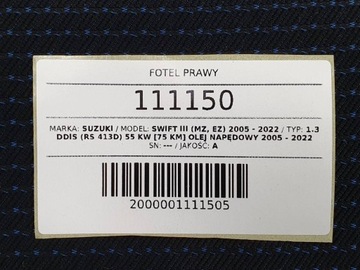 FOTEL PRAWY
111150
MARKA: SUZUKI / MODEL: SWIFT III (MZ, EZ) 2005 - 2022 / TYP: 1.3
DDIS (RS 413D) 55 KW [75 KM] OLEJ NAPĘDOWY 2005 - 2022
SN: --- / JAKOŚĆ: A
2000001111505